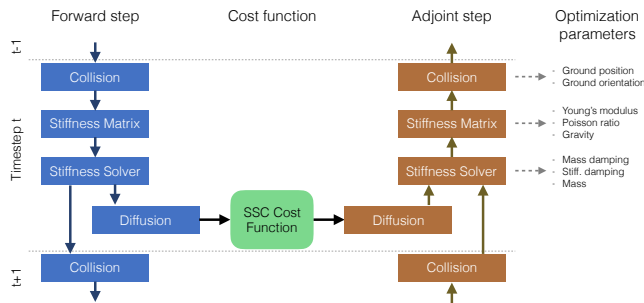 Forward step
Cost function
Adjoint step
Optimization
parameters
t-1
Collision
Collision
Ground position
Ground orientation
Timestep t
Stiffness Matrix
Stiffness Matrix
Young's modulus
Poisson ratio
Gravity
Stiffness Solver
Stiffness Solver
Mass damping
Stiff. damping
Mass
Diffusion
SSC Cost
Function
Diffusion
t+1
Collision
Collision